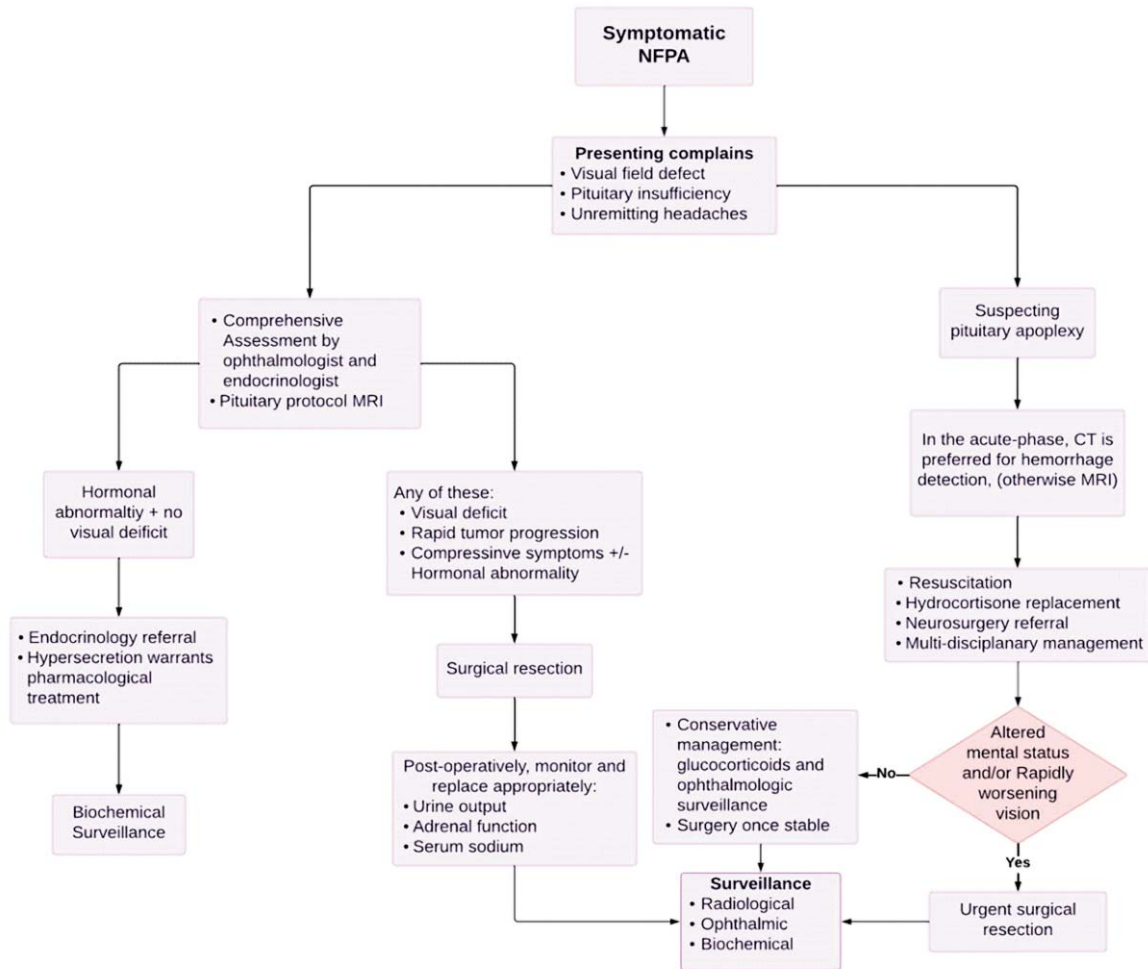 Symptomatic
NFPA
Presenting complains
• Visual field defect
• Pituitary insufficiency
• Unremitting headaches
• Comprehensive
Assessment by
ophthalmologist and
endocrinologist
• Pituitary protocol MRI
Suspecting
pituitary apoplexy
In the acute-phase, CT is
preferred for hemorrhage
detection, (otherwise MRI)
Hormonal
abnormaltiy + no
visual deificit
Any of these:
• Visual deficit
• Rapid tumor progression
• Compressinve symptoms +/-
Hormonal abnormality
• Resuscitation
• Hydrocortisone replacement
• Neurosurgery referral
• Multi-disciplanary management
• Endocrinology referral
• Hypersecretion warrants
pharmacological
treatment
Surgical resection
Altered
mental status
and/or Rapidly
worsening
vision
No
• Conservative
management:
glucocorticoids and
ophthalmologic
surveillance
• Surgery once stable
Post-operatively, monitor and
replace appropriately:
• Urine output
• Adrenal function
• Serum sodium
Biochemical
Surveillance
Yes
Surveillance
• Radiological
• Ophthalmic
• Biochemical
Urgent surgical
resection